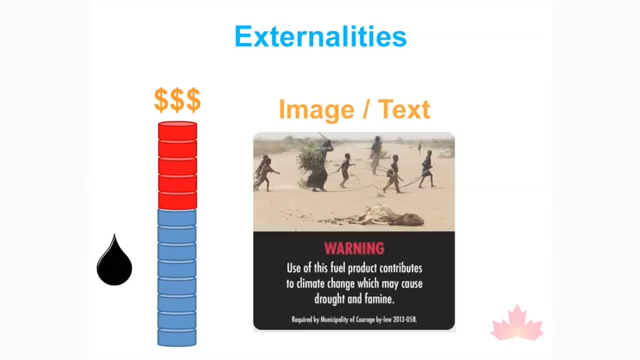 Externalities
$$$
Image / Text
WARNING
Use of this fuel product contributes
to climate change which may cause
drought and famine.
Required by Municipality of Courage by-law 2013-05B.